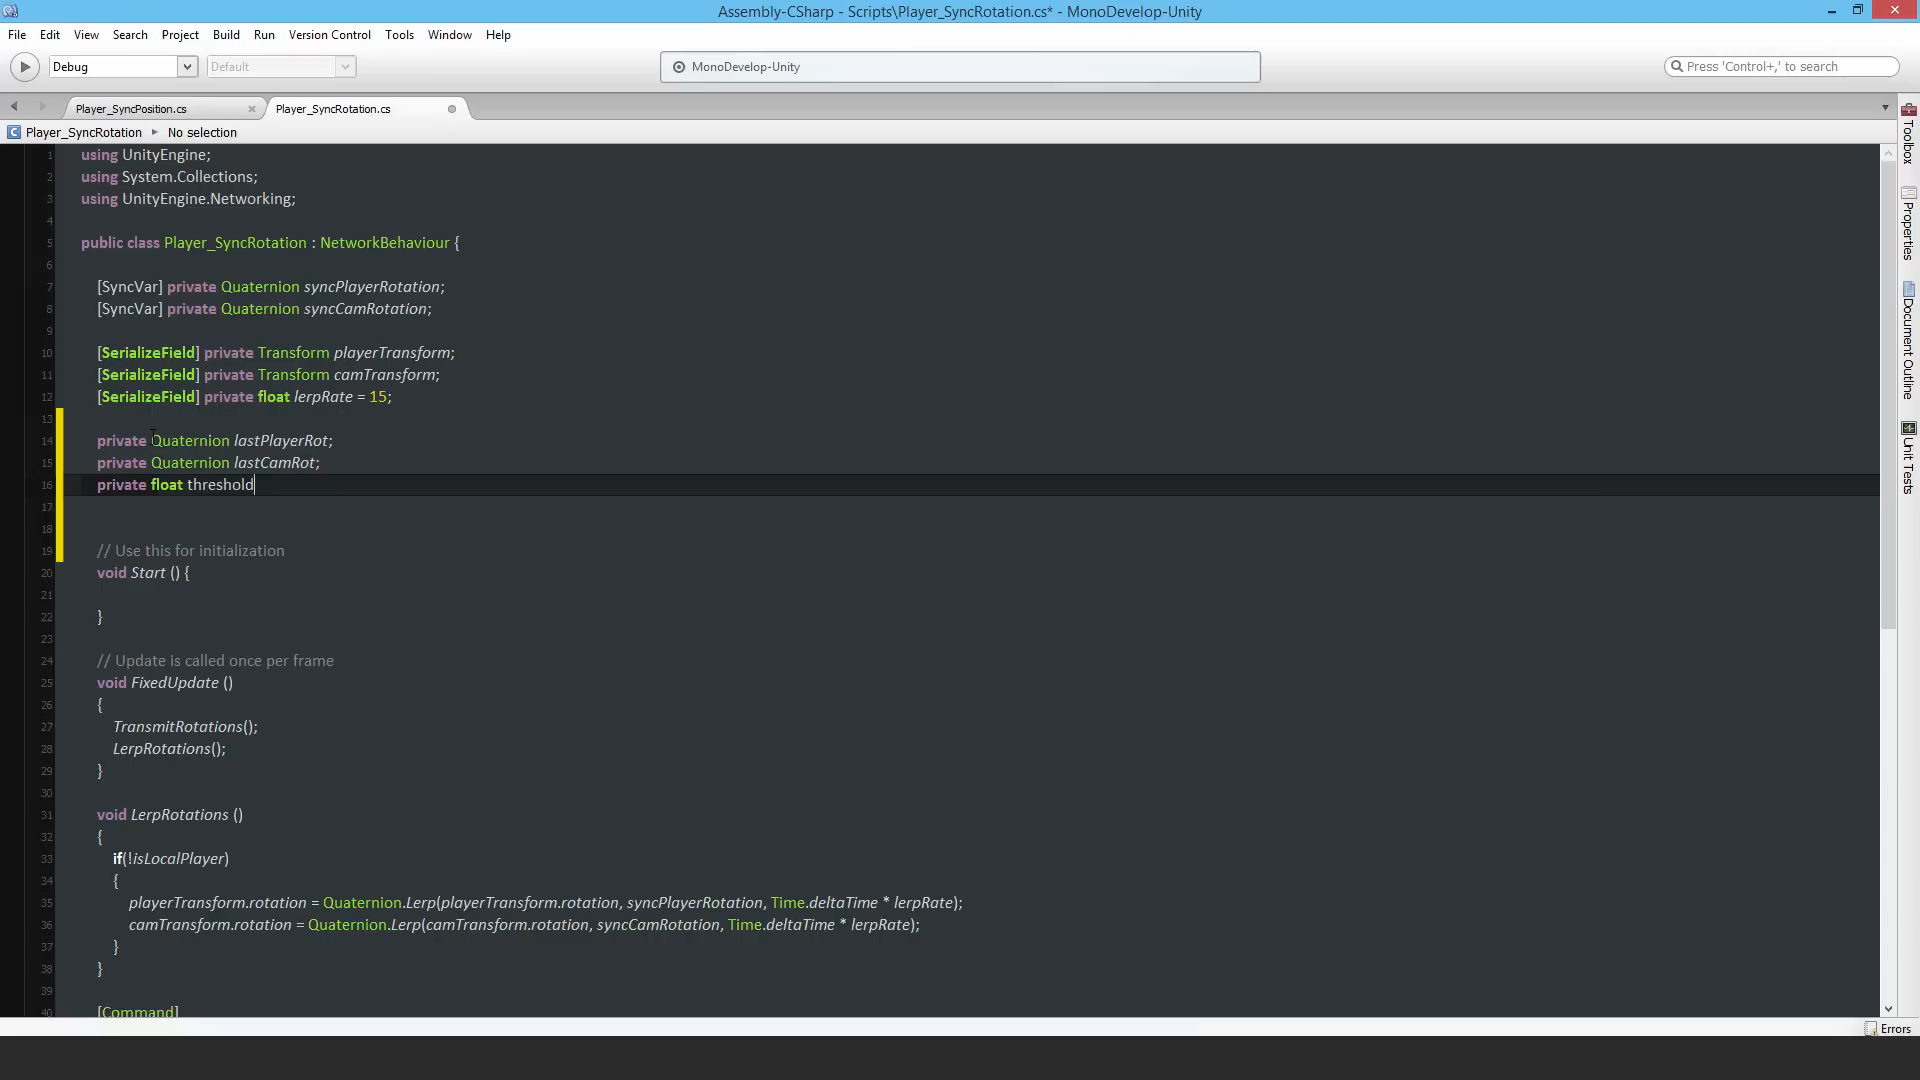 Assembly-CSharp - Scripts\Player_SyncRotation.cs* - MonoDevelop-Unity
File Edit View Search Project Build Run Version Control Tools Window Help
Debug Default MonoDevelop-Unity Press 'Control+,' to search
Player_SyncPosition.cs Player_SyncRotation.cs
Player_SyncRotation No selection
1 using UnityEngine;
2 using System.Collections;
3 using UnityEngine.Networking;
4
5 public class Player_SyncRotation : NetworkBehaviour {
6
7 [SyncVar] private Quaternion syncPlayerRotation;
8 [SyncVar] private Quaternion syncCamRotation;
9
10 [SerializeField] private Transform playerTransform;
11 [SerializeField] private Transform camTransform;
12 [SerializeField] private float lerpRate = 15;
13
14 private Quaternion lastPlayerRot;
15 private Quaternion lastCamRot;
16 private float threshold
17
18
19 // Use this for initialization
20 void Start () {
21
22 }
23
24 // Update is called once per frame
25 void FixedUpdate ()
26 {
27 TransmitRotations();
28 LerpRotations();
29 }
30
31 void LerpRotations ()
32 {
33 if(!isLocalPlayer)
34 {
35 playerTransform.rotation = Quaternion.Lerp(playerTransform.rotation, syncPlayerRotation, Time.deltaTime * lerpRate);
36 camTransform.rotation = Quaternion.Lerp(camTransform.rotation, syncCamRotation, Time.deltaTime * lerpRate);
37 }
38 }
39
40 [Command]
Toolbox
Properties
Document Outline
Unit Tests
Errors